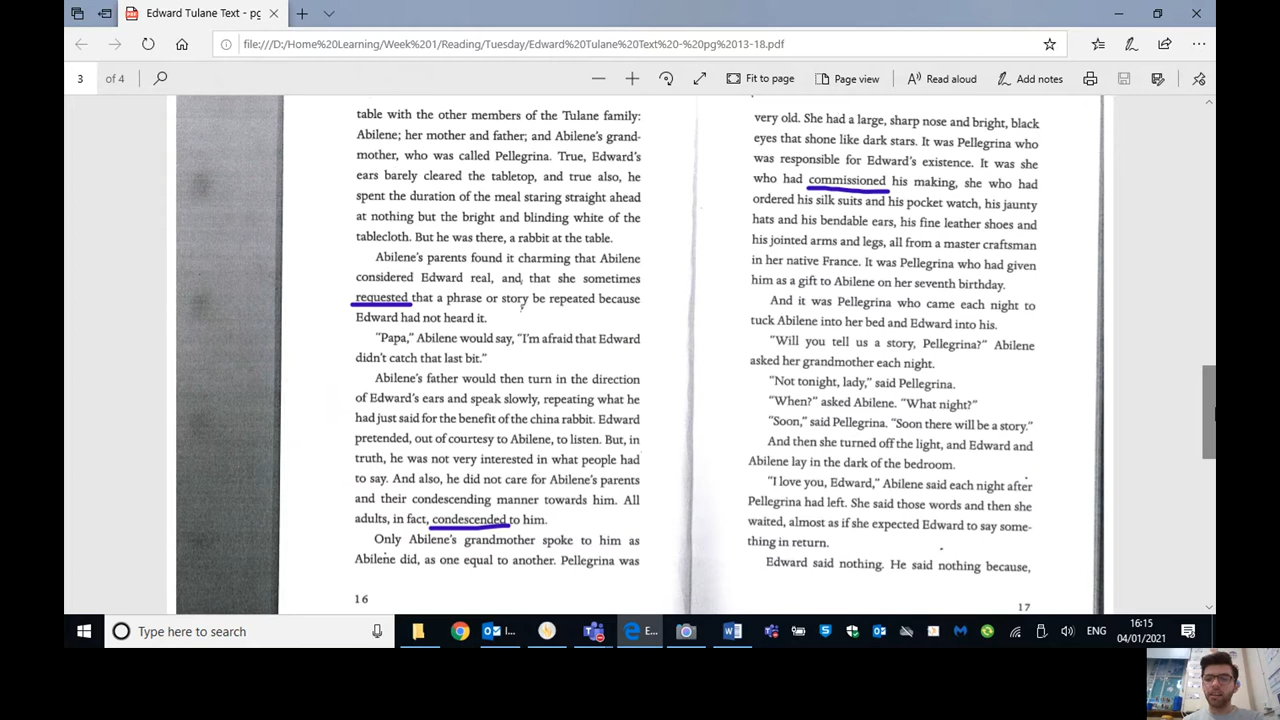 Edward Tulane Text - pg
file:///D:/Home%20Learning/Week%201/Reading/Tuesday/Edward%20Tulane%20Text%20-%20pg%2013-18.pdf
3 of 4
Fit to page
Page view
Read aloud
Add notes
table with the other members of the Tulane family:
Abilene; her mother and father; and Abilene's grand-
mother, who was called Pellegrina. True, Edward's
ears barely cleared the tabletop, and true also, he
spent the duration of the meal staring straight ahead
at nothing but the bright and blinding white of the
tablecloth. But he was there, a rabbit at the table.
Abilene's parents found it charming that Abilene
considered Edward real, and that she sometimes
requested that a phrase or story be repeated because
Edward had not heard it.
"Papa," Abilene would say, "I'm afraid that Edward
didn't catch that last bit."
Abilene's father would then turn in the direction
of Edward's ears and speak slowly, repeating what he
had just said for the benefit of the china rabbit. Edward
pretended, out of courtesy to Abilene, to listen. But, in
truth, he was not very interested in what people had
to say. And also, he did not care for Abilene's parents
and their condescending manner towards him. All
adults, in fact, condescended to him.
Only Abilene's grandmother spoke to him as
Abilene did, as one equal to another. Pellegrina was
16
very old. She had a large, sharp nose and bright, black
eyes that shone like dark stars. It was Pellegrina who
was responsible for Edward's existence. It was she
who had commissioned his making, she who had
ordered his silk suits and his pocket watch, his jaunty
hats and his bendable ears, his fine leather shoes and
his jointed arms and legs, all from a master craftsman
in her native France. It was Pellegrina who had given
him as a gift to Abilene on her seventh birthday.
And it was Pellegrina who came each night to
tuck Abilene into her bed and Edward into his.
"Will you tell us a story, Pellegrina?" Abilene
asked her grandmother each night.
"Not tonight, lady," said Pellegrina.
"When?" asked Abilene. "What night?"
"Soon," said Pellegrina. "Soon there will be a story."
And then she turned off the light, and Edward and
Abilene lay in the dark of the bedroom.
"I love you, Edward," Abilene said each night after
Pellegrina had left. She said those words and then she
waited, almost as if she expected Edward to say some-
thing in return.
Edward said nothing. He said nothing because,
17
Type here to search
I...
E...
ENG
16:15
04/01/2021